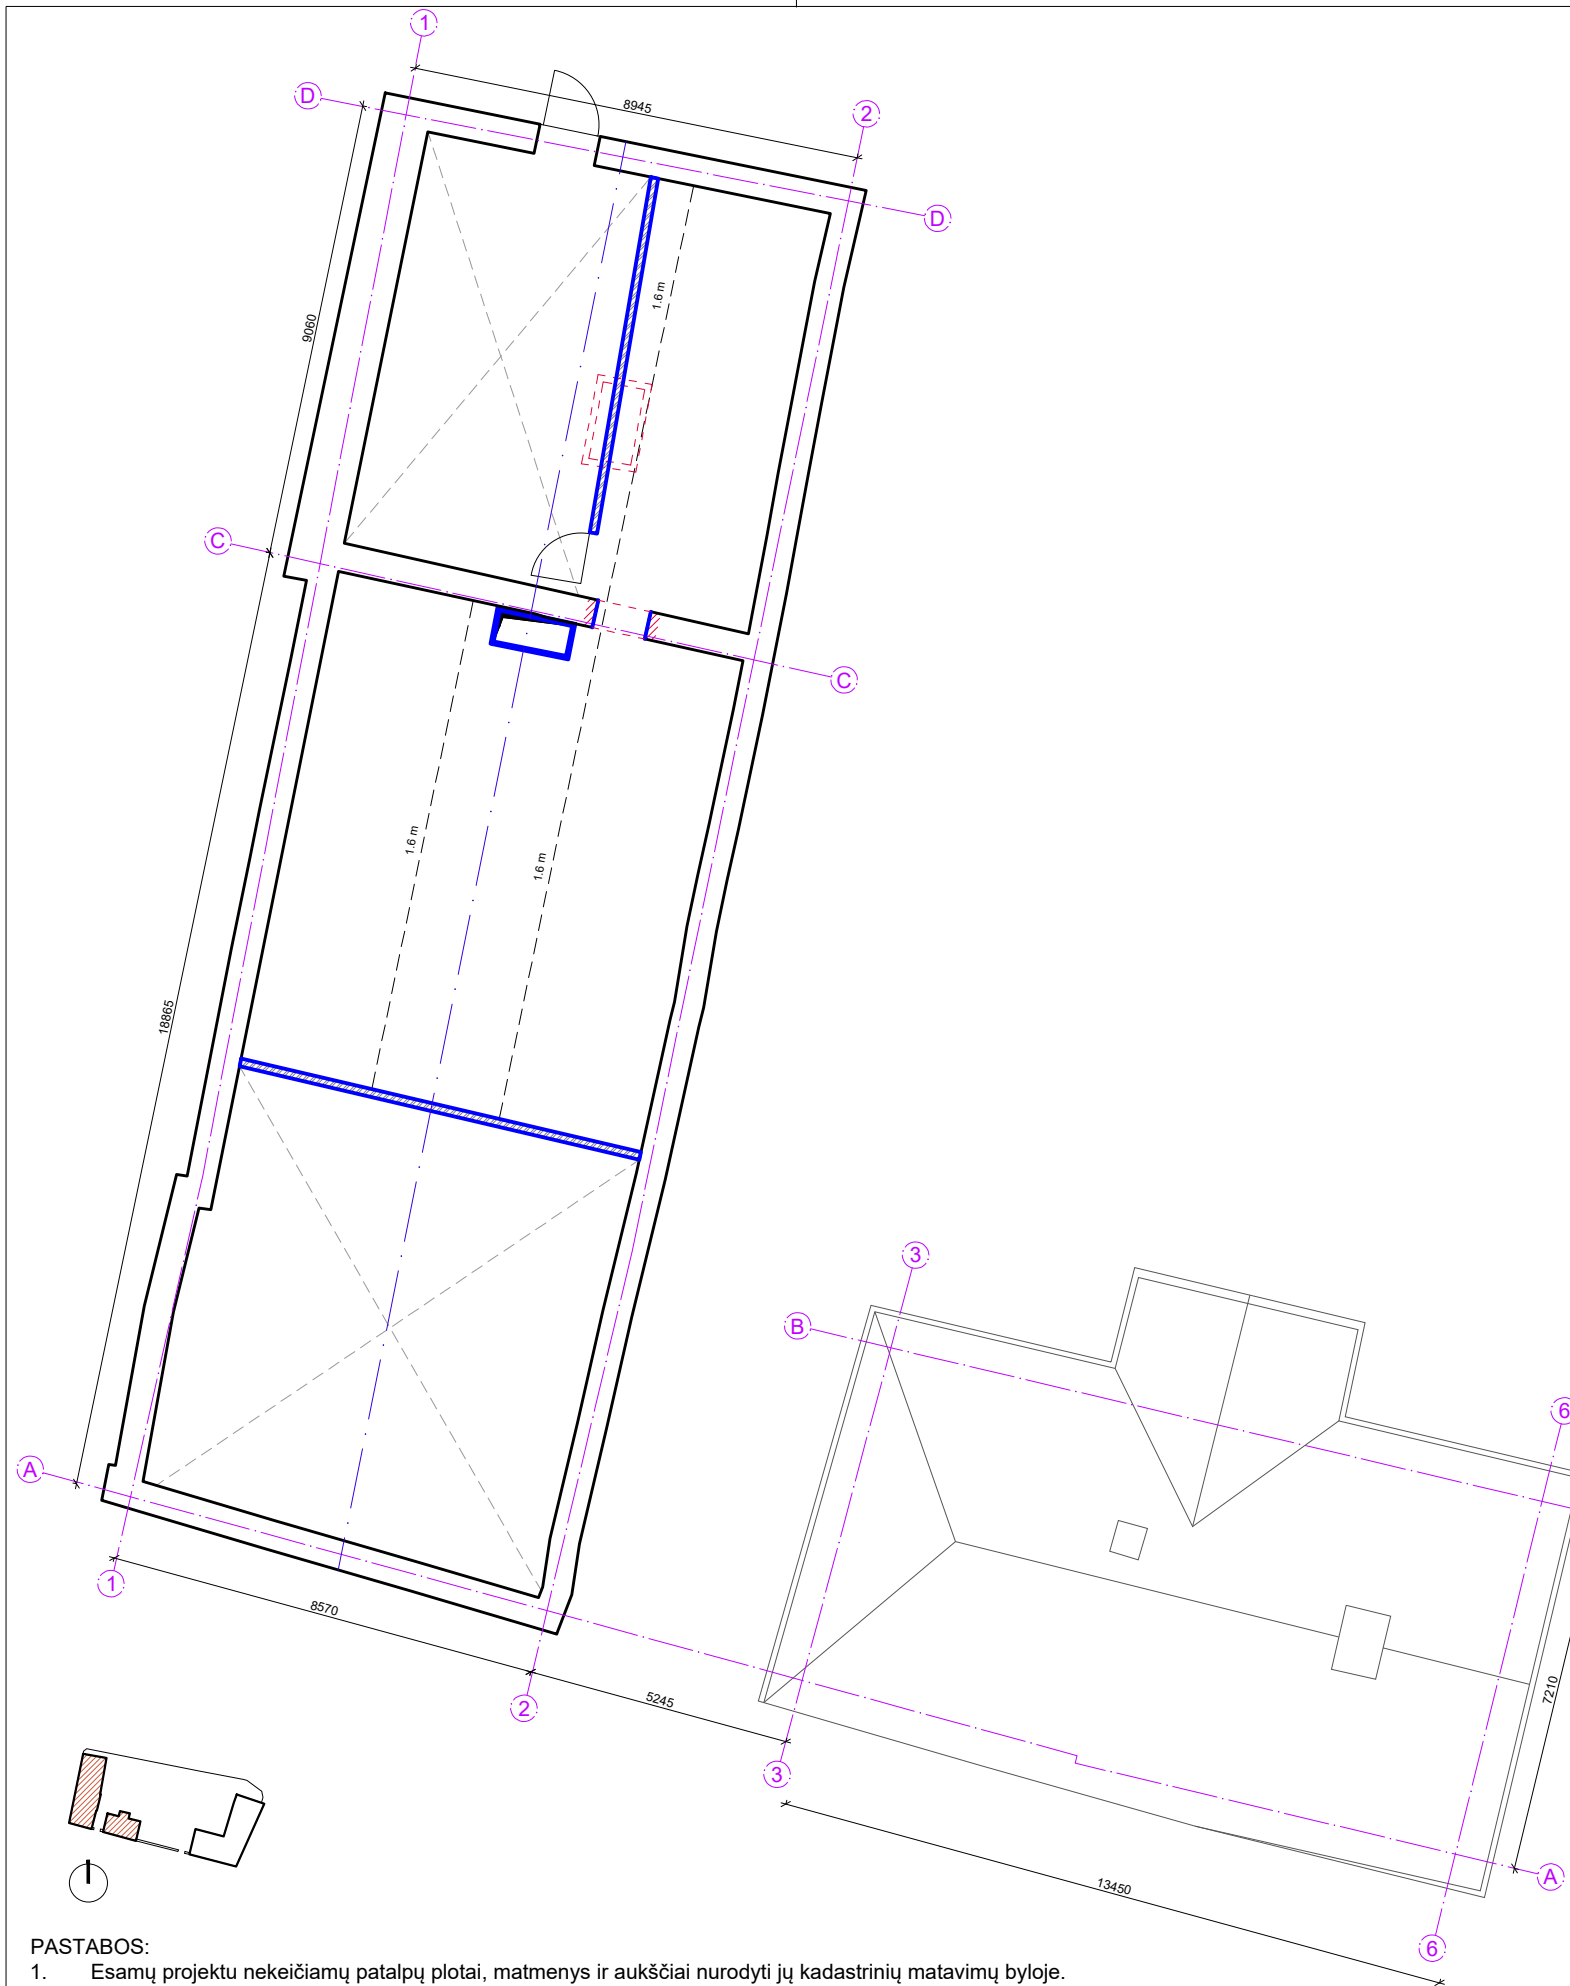 1
D
8945
2
D
1.6 m
9060
C
C
1.6 m
1.6 m
18865
3
B
6
A
1
8570
2
5245
7210
3
13450
A
6
PASTABOS:
1. Esamų projektu nekeičiamų patalpų plotai, matmenys ir aukščiai nurodyti jų kadastrinių matavimų byloje.